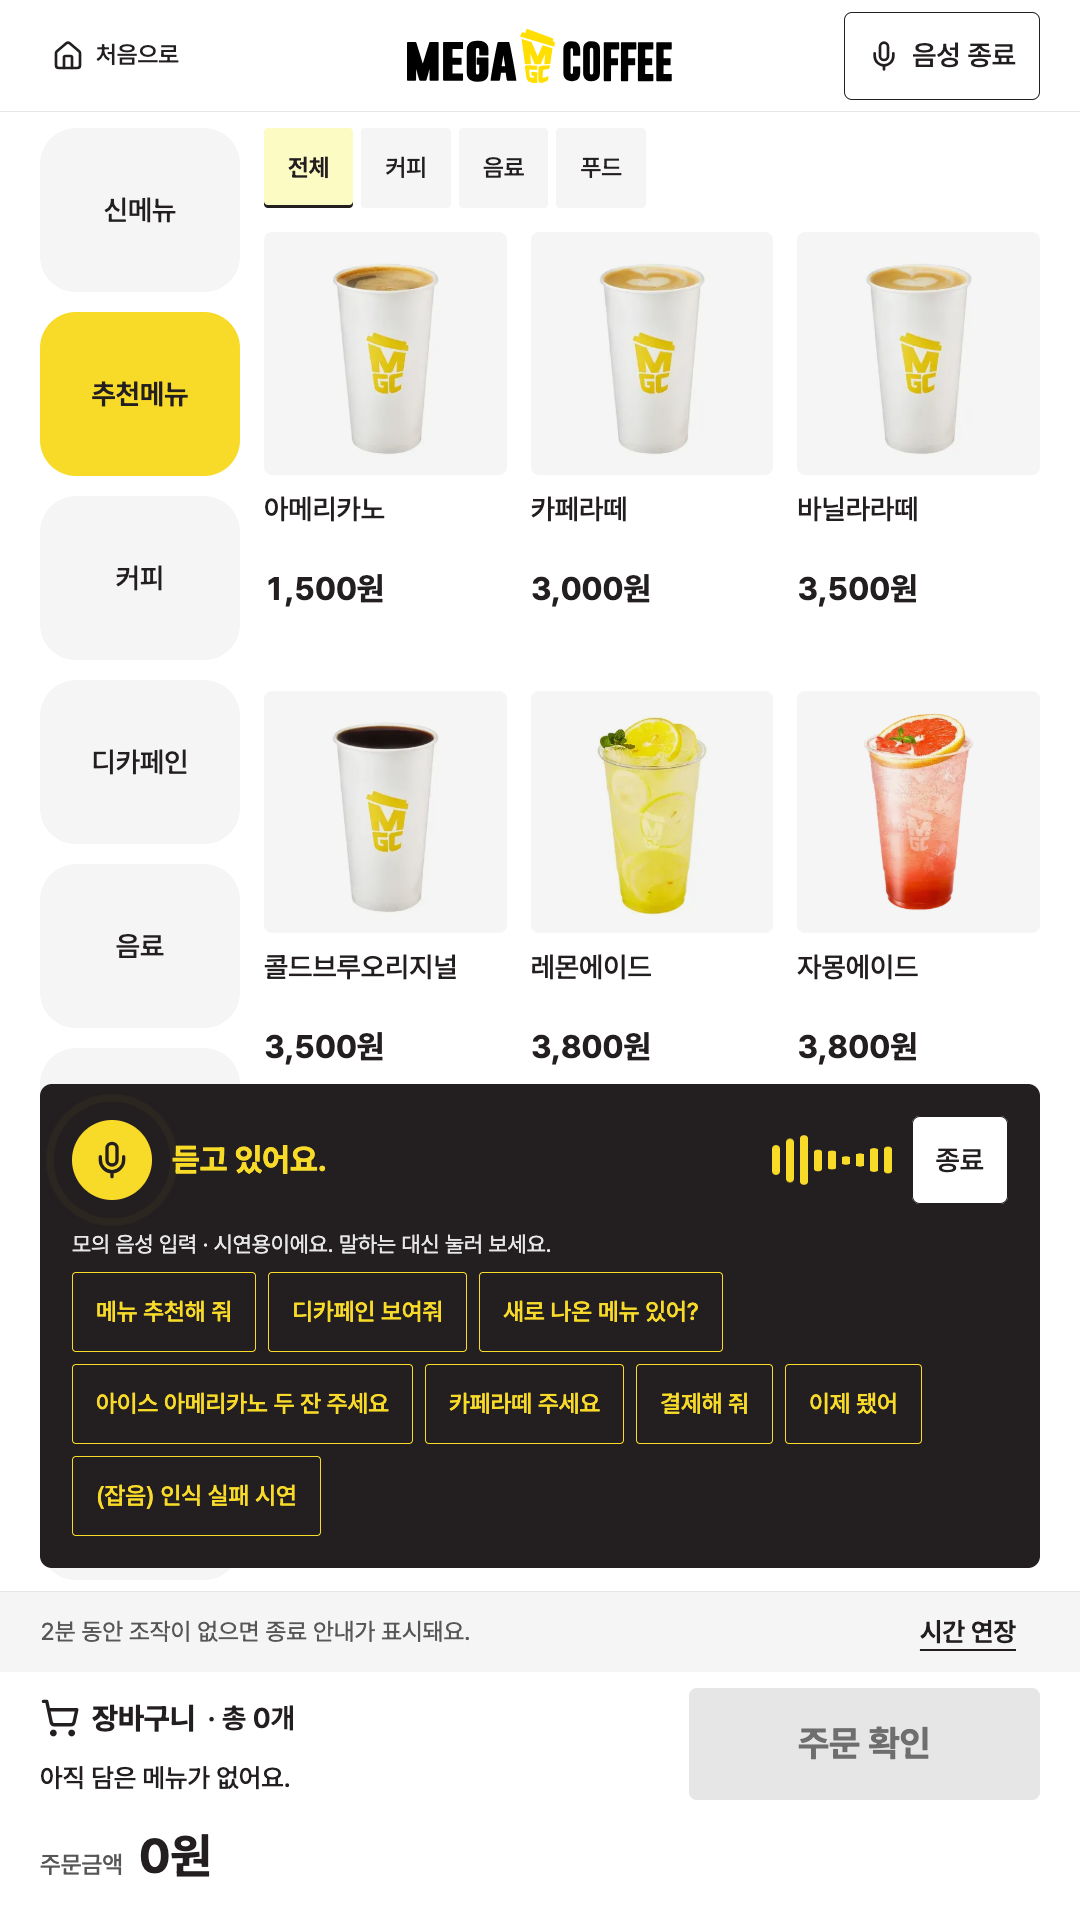 처음으로
MEGA MGC COFFEE
음성 종료
신메뉴
추천메뉴
커피
디카페인
음료
전체
커피
음료
푸드
MGC
MGC
MGC
아메리카노
카페라떼
바닐라라떼
1,500원
3,000원
3,500원
MGC
MGC
MGC
콜드브루오리지널
레몬에이드
자몽에이드
3,500원
3,800원
3,800원
듣고 있어요.
종료
모의 음성 입력 · 시연용이에요. 말하는 대신 눌러 보세요.
메뉴 추천해 줘
디카페인 보여줘
새로 나온 메뉴 있어?
아이스 아메리카노 두 잔 주세요
카페라떼 주세요
결제해 줘
이제 됐어
(잡음) 인식 실패 시연
2분 동안 조작이 없으면 종료 안내가 표시돼요.
시간 연장
장바구니 · 총 0개
아직 담은 메뉴가 없어요.
주문 확인
주문금액 0원